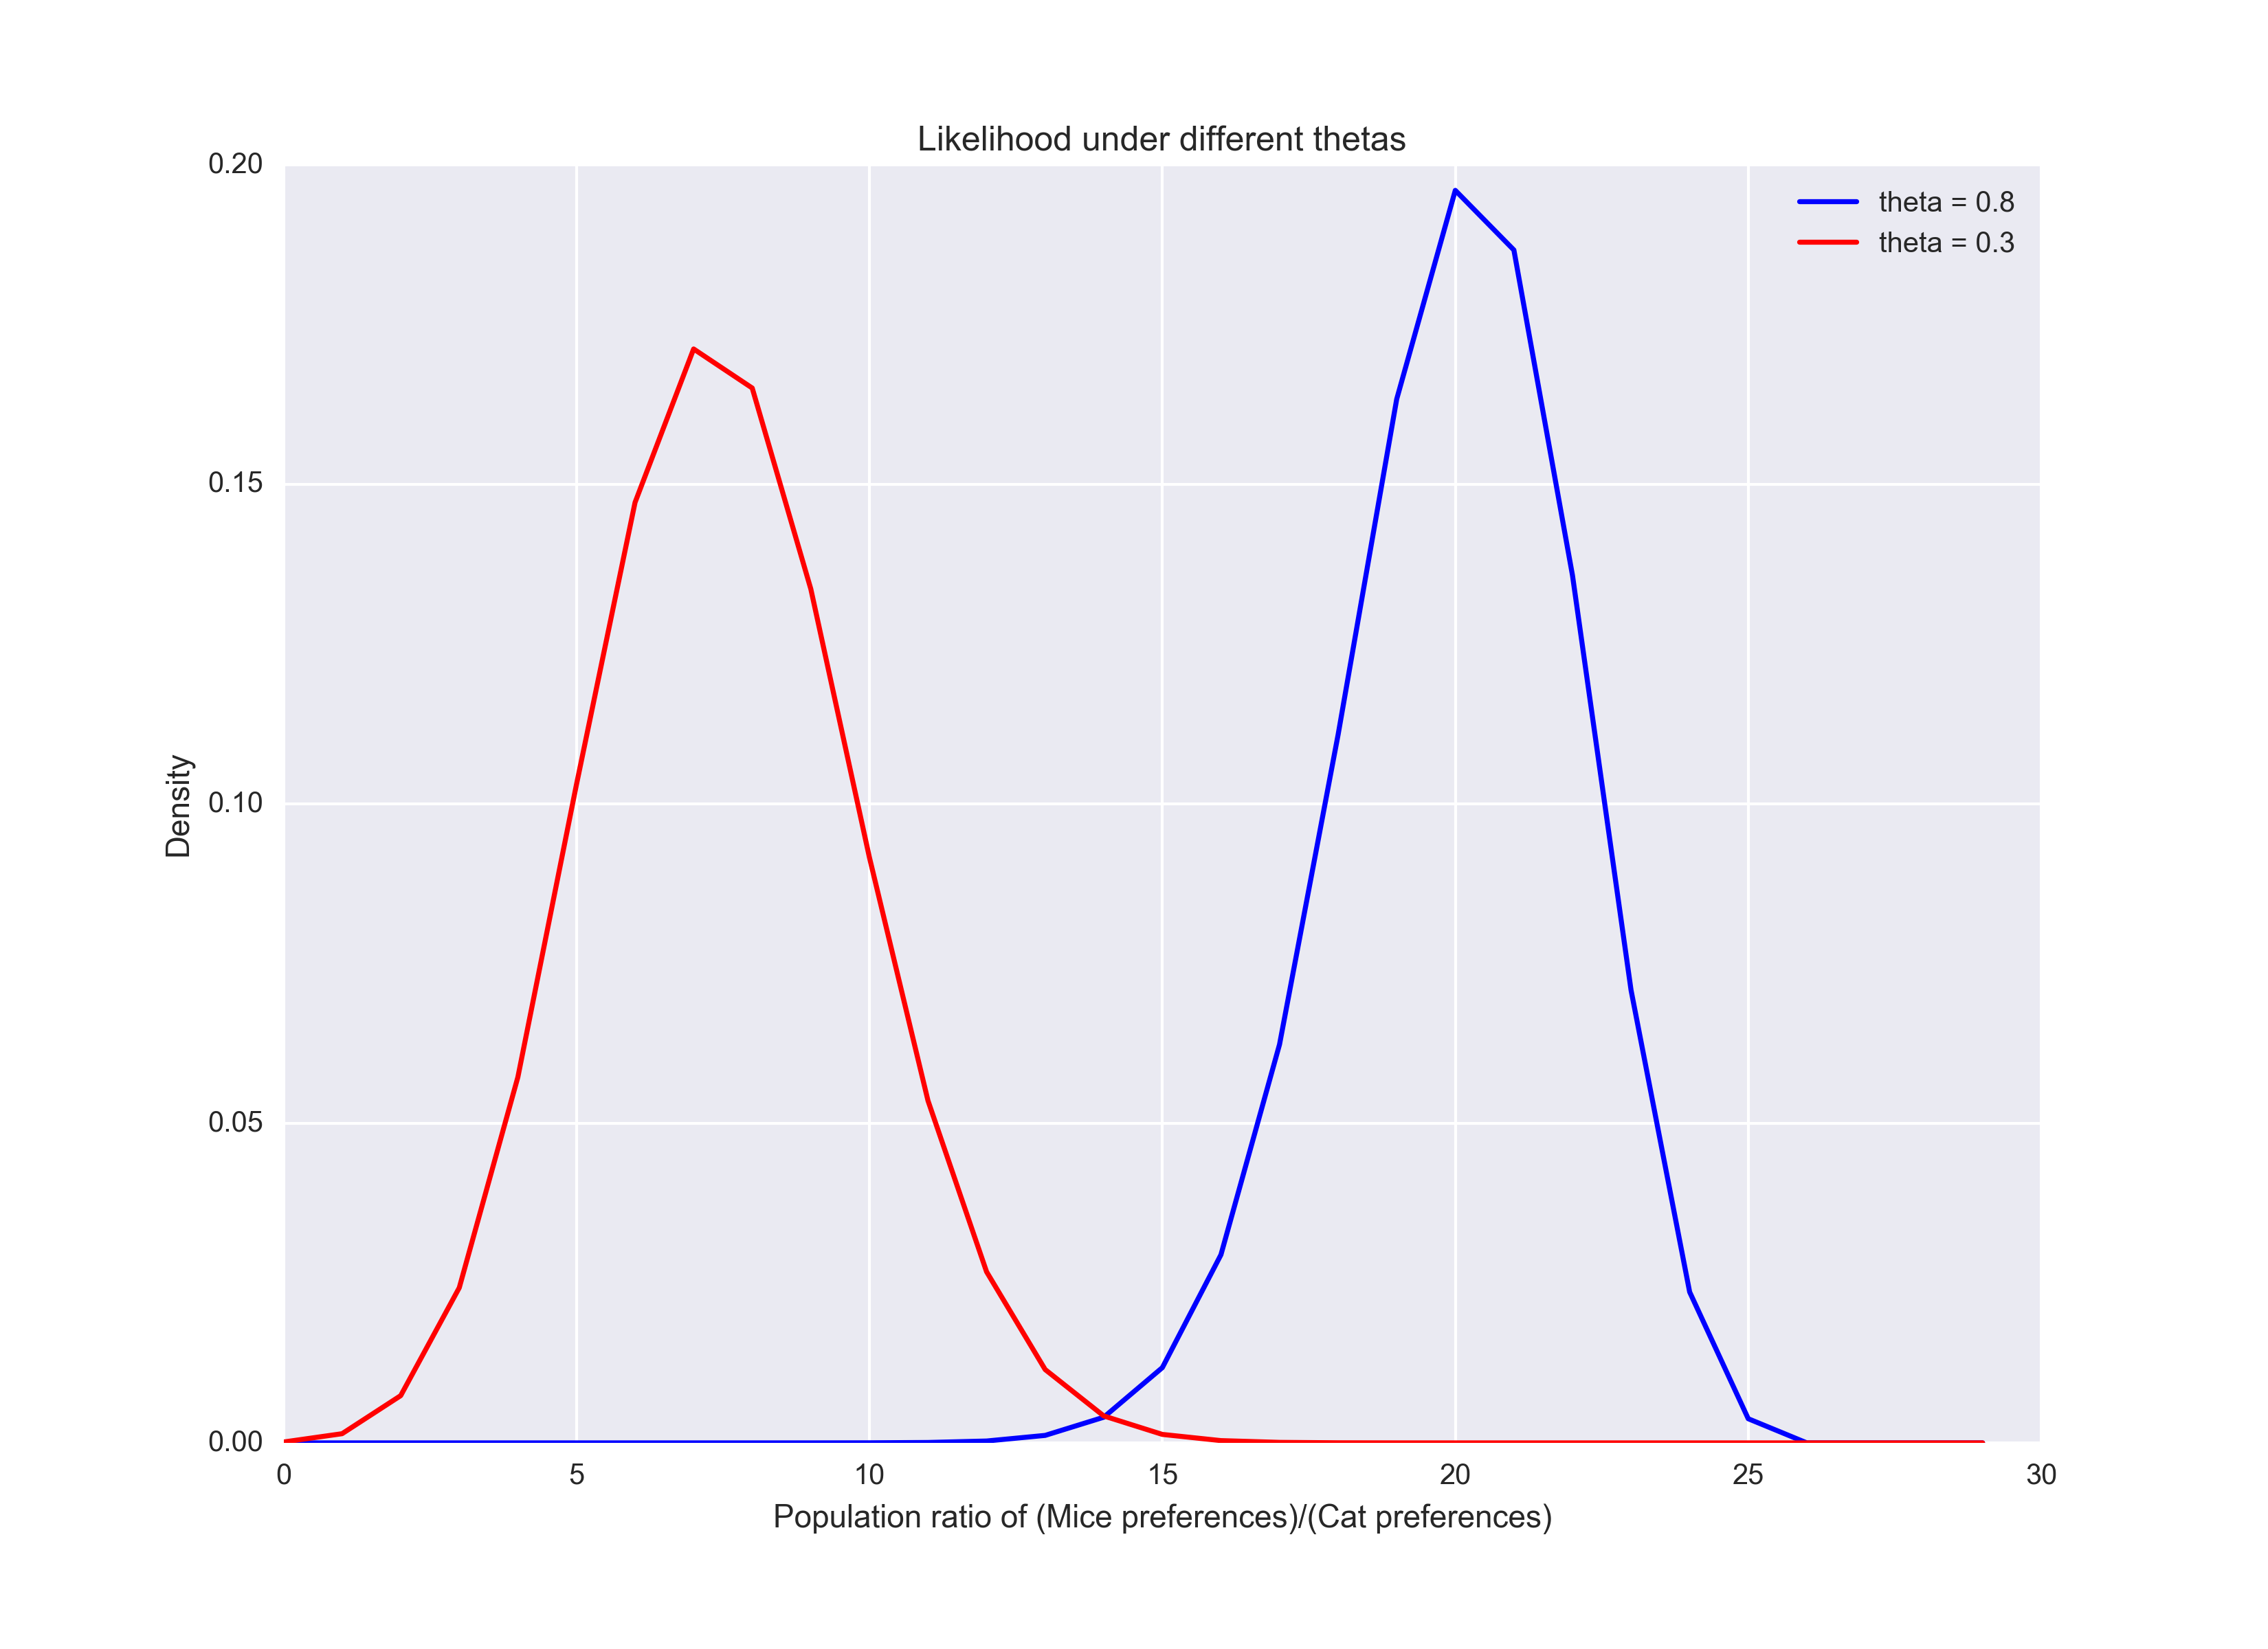 Likelihood under different thetas
0.20
0.15
0.10
0.05
0.00
Density
theta = 0.8
theta = 0.3
0 5 10 15 20 25 30
Population ratio of (Mice preferences)/(Cat preferences)